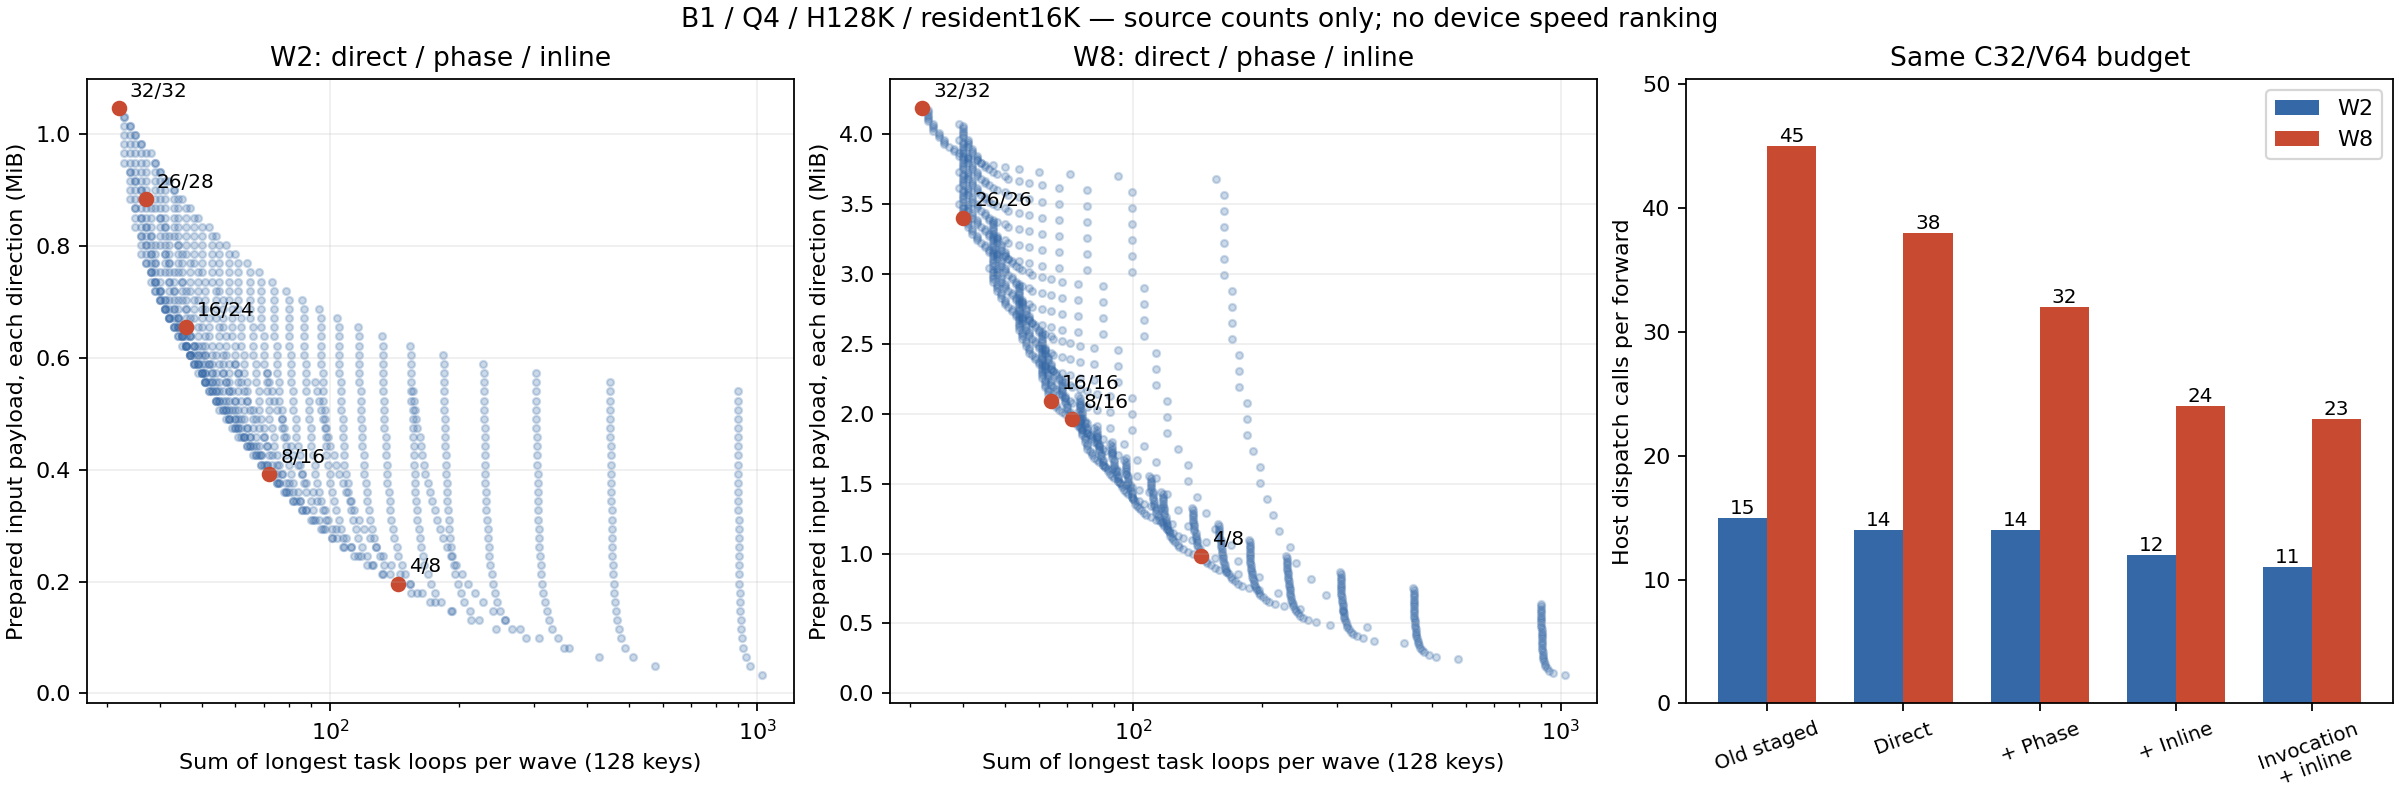 B1 / Q4 / H128K / resident16K — source counts only; no device speed ranking
W2: direct / phase / inline
Prepared input payload, each direction (MiB)
1.0
0.8
0.6
0.4
0.2
0.0
32/32
26/28
16/24
8/16
4/8
10²
10³
Sum of longest task loops per wave (128 keys)
W8: direct / phase / inline
Prepared input payload, each direction (MiB)
4.0
3.5
3.0
2.5
2.0
1.5
1.0
0.5
0.0
32/32
26/26
16/16
8/16
4/8
10²
10³
Sum of longest task loops per wave (128 keys)
Same C32/V64 budget
Host dispatch calls per forward
50
40
30
20
10
0
W2
W8
15
45
14
38
14
32
12
24
11
23
Old staged
Direct
+ Phase
+ Inline
Invocation
+ inline